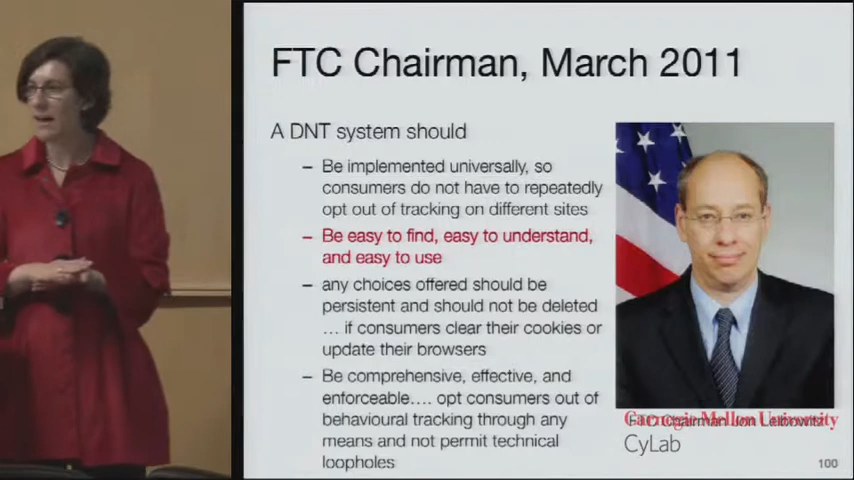 FTC Chairman, March 2011
A DNT system should
– Be implemented universally, so
consumers do not have to repeatedly
opt out of tracking on different sites
– Be easy to find, easy to understand,
and easy to use
– any choices offered should be
persistent and should not be deleted
… if consumers clear their cookies or
update their browsers
– Be comprehensive, effective, and
enforceable…. opt consumers out of
behavioural tracking through any
means and not permit technical
loopholes
FTC Chairman Jon Leibowitz
Carnegie Mellon University
CyLab
100